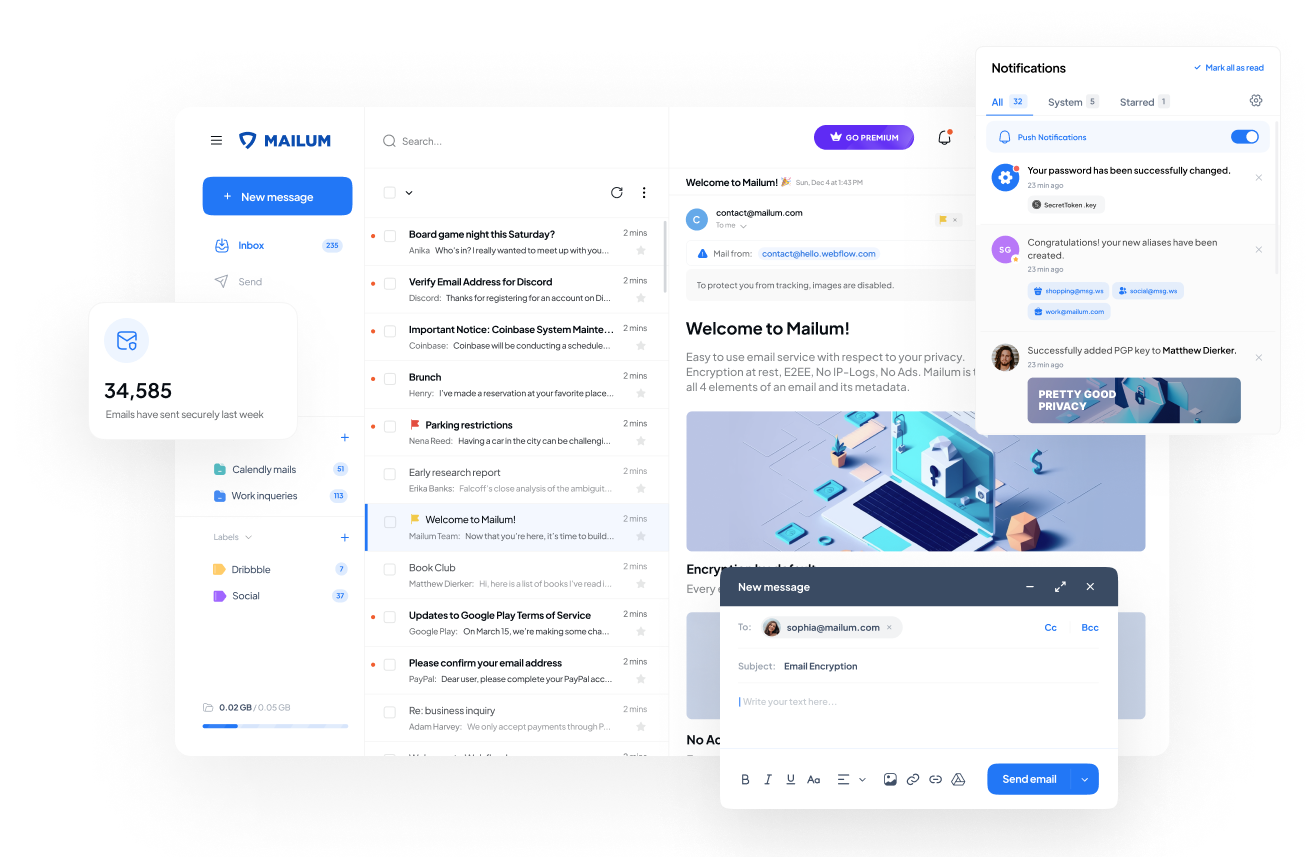 MAILUM
New message
Inbox
235
Send
34,585
Emails have sent securely last week
Calendly mails
51
Work inqueries
113
Labels
Dribbble
7
Social
37
0.02 GB / 0.05 GB
Search...
GO PREMIUM
Board game night this Saturday?
2 mins
Anika Who's in? I really wanted to meet up with you...
Verify Email Address for Discord
2 mins
Discord: Thanks for registering for an account on Di...
Important Notice: Coinbase System Mainte...
2 mins
Coinbase: Coinbase will be conducting a schedule...
Brunch
2 mins
Henry: I've made a reservation at your favorite place...
Parking restrictions
2 mins
Nena Reed: Having a car in the city can be challengi...
Early research report
2 mins
Erika Banks: Falcoff's close analysis of the ambiguit...
Welcome to Mailum!
2 mins
Mailum Team: Now that you're here, it's time to build...
Book Club
2 mins
Matthew Dierker: Hi, here is a list of books I've read i...
Updates to Google Play Terms of Service
2 mins
Google Play: On March 15, we're making some cha...
Please confirm your email address
2 mins
PayPal: Dear user, please complete your PayPal acc...
Re: business inquiry
2 mins
Adam Harvey: We only accept payments through P...
Welcome to Mailum! 🎉 Sun, Dec 4 at 1:43 PM
C
contact@mailum.com
To me
Mail from: contact@hello.webflow.com
To protect you from tracking, images are disabled.
Welcome to Mailum!
Easy to use email service with respect to your privacy.
Encryption at rest, E2EE, No IP-Logs, No Ads. Mailum is t
all 4 elements of an email and its metadata.
Encryption by default
Every e
No Ad
Notifications
Mark all as read
All 32
System 5
Starred 1
Push Notifications
Your password has been successfully changed.
23 min ago
SecretToken .key
SG
Congratulations! your new aliases have been
created.
23 min ago
shopping@msg.ws
social@msg.ws
work@mailum.com
Successfully added PGP key to Matthew Dierker.
23 min ago
PRETTY GOOD
PRIVACY
New message
To: sophia@mailum.com
Cc
Bcc
Subject: Email Encryption
Write your text here...
B I U Aa
Send email